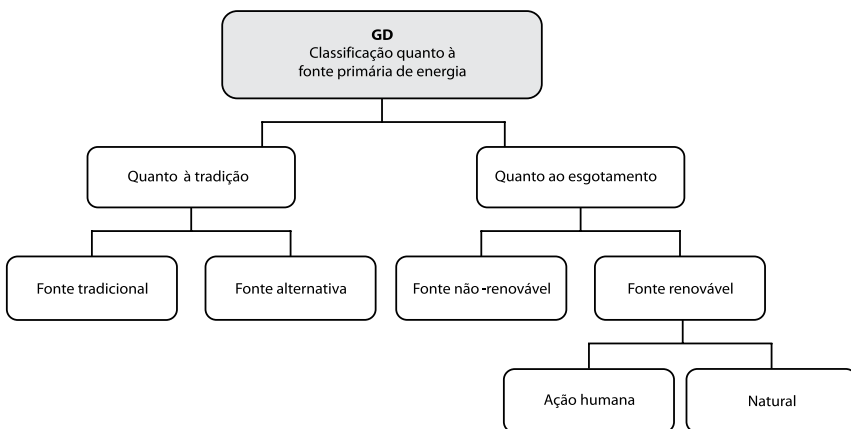 GD
Classificação quanto à
fonte primária de energia
Quanto à tradição
Quanto ao esgotamento
Fonte tradicional
Fonte alternativa
Fonte não-renovável
Fonte renovável
Ação humana
Natural